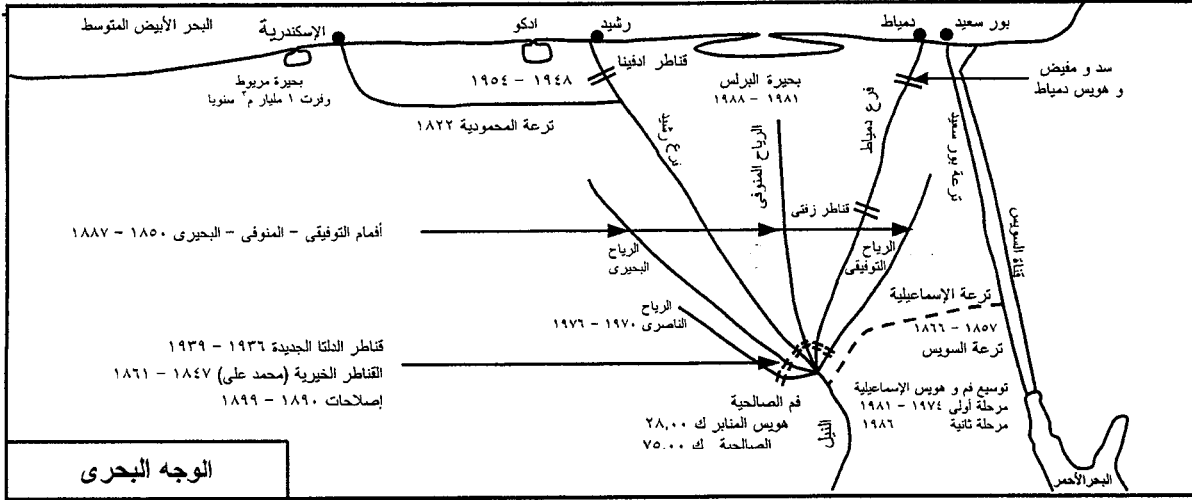 البحر الأبيض المتوسط
الإسكندرية
ادكو
رشيد
دمياط
بور سعيد
بحيرة مريوط
وفرت ١ مليار م٣ سنويا
قناطر ادفينا
١٩٤٨ – ١٩٥٤
بحيرة البرلس
١٩٨١ – ١٩٨٨
سد و مفيض
و هويس دمياط
ترعة المحمودية ١٨٢٢
فرع رشيد
الرياح المنوفى
فرع دمياط
ترعة بور سعيد
قناة السويس
قناطر زفتى
أفمام التوفيقى – المنوفى – البحيرى ١٨٥٠ – ١٨٨٧
الرياح
البحيرى
الرياح
التوفيقى
ترعة الإسماعيلية
١٨٥٧ – ١٨٦٦
ترعة السويس
الرياح
الناصرى ١٩٧٠ – ١٩٧٦
قناطر الدلتا الجديدة ١٩٣٦ – ١٩٣٩
القناطر الخيرية (محمد على) ١٨٤٧ – ١٨٦١
إصلاحات ١٨٩٠ – ١٨٩٩
فم الصالحية
هويس المنابر ك ٢٨,٠٠
الصالحية ك ٧٥,٠٠
النيل
توسيع فم و هويس الإسماعيلية
مرحلة أولى ١٩٧٤ – ١٩٨١
مرحلة ثانية ١٩٨٦
البحر الأحمر
الوجه البحرى